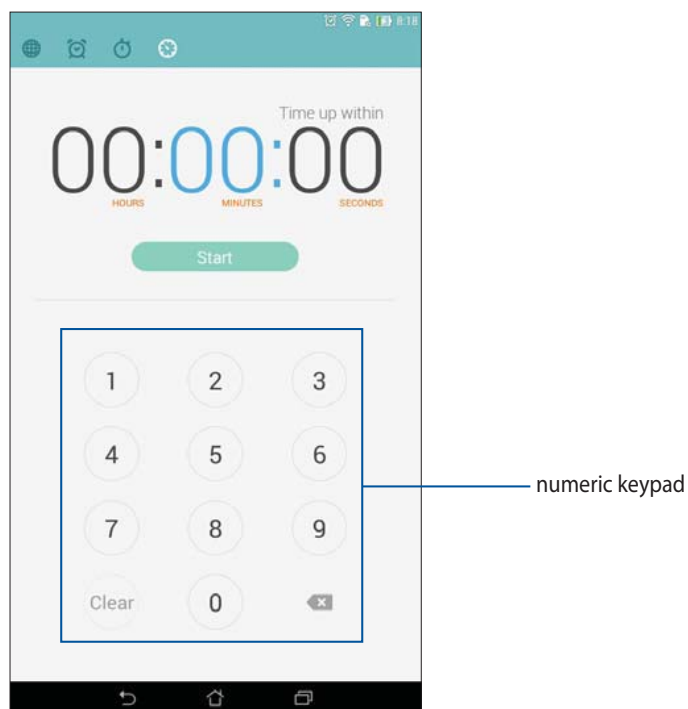 8:18
Time up within
00:00:00
HOURS MINUTES SECONDS
Start
1 2 3
4 5 6
numeric keypad
7 8 9
Clear 0